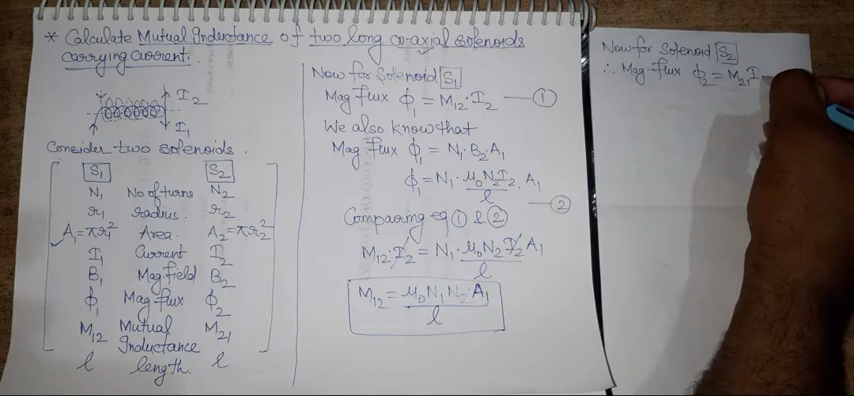 * Calculate Mutual Inductance of two long co-axial solenoids
carrying current.
I₂
I₁
Consider two solenoids.
S₁ S₂
N₁ No of turns N₂
r₁ radius. r₂
A₁=πr₁² Area. A₂=πr₂²
I₁ Current I₂
B₁ Mag field B₂
ϕ₁ Mag flux ϕ₂
M₁₂ Mutual Inductance M₂₁
l length. l
Now for Solenoid S₁
Mag flux ϕ₁ = M₁₂·I₂ — ①
We also know that
Mag flux ϕ₁ = N₁·B₂·A₁
ϕ₁ = N₁·μ₀N₂I₂/l · A₁ — ②
Comparing eq ① & ②
M₁₂·I₂ = N₁·μ₀N₂I₂A₁/l
M₁₂ = μ₀N₁N₂·A₁/l
Now for Solenoid S₂
∴ Mag flux ϕ₂ = M₂₁I